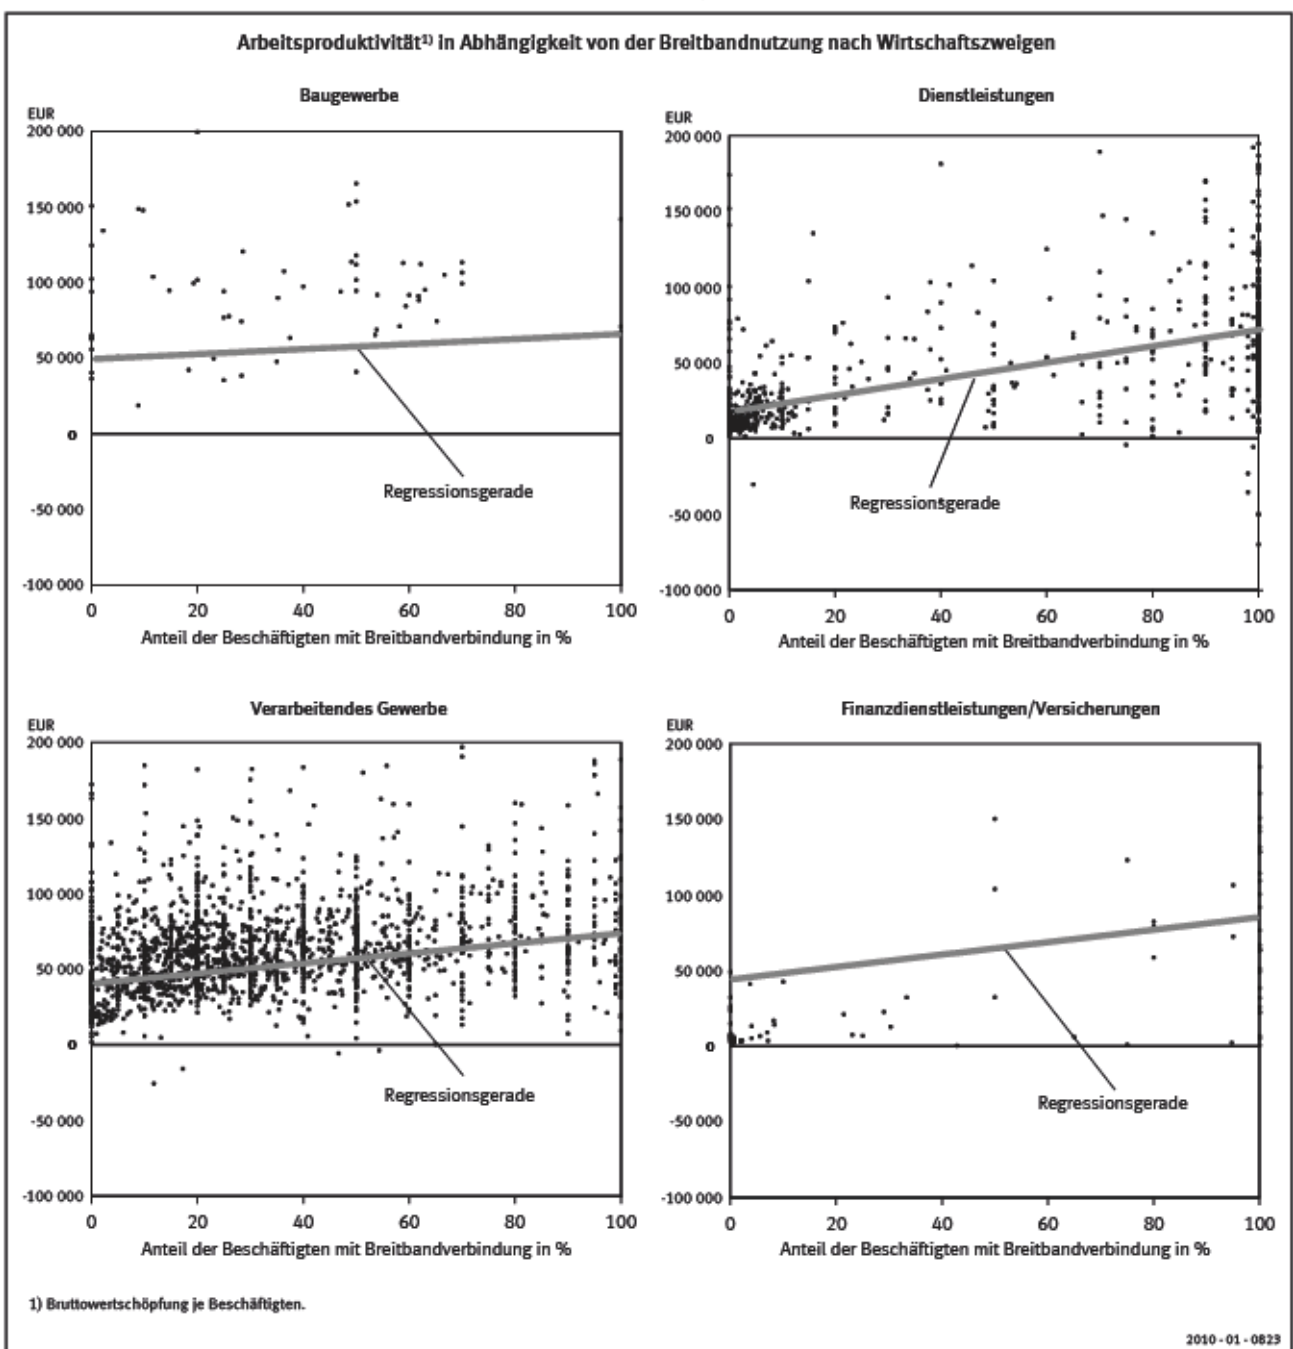 Arbeitsproduktivität¹⁾ in Abhängigkeit von der Breitbandnutzung nach Wirtschaftszweigen
Baugewerbe
EUR
200 000
150 000
100 000
50 000
0
-50 000
-100 000
Regressionsgerade
0 20 40 60 80 100
Anteil der Beschäftigten mit Breitbandverbindung in %
Dienstleistungen
EUR
200 000
150 000
100 000
50 000
0
-50 000
-100 000
Regressionsgerade
0 20 40 60 80 100
Anteil der Beschäftigten mit Breitbandverbindung in %
Verarbeitendes Gewerbe
EUR
200 000
150 000
100 000
50 000
0
-50 000
-100 000
Regressionsgerade
0 20 40 60 80 100
Anteil der Beschäftigten mit Breitbandverbindung in %
Finanzdienstleistungen/Versicherungen
EUR
200 000
150 000
100 000
50 000
0
-50 000
-100 000
Regressionsgerade
0 20 40 60 80 100
Anteil der Beschäftigten mit Breitbandverbindung in %
1) Bruttowertschöpfung je Beschäftigten.
2010 - 01 - 0823